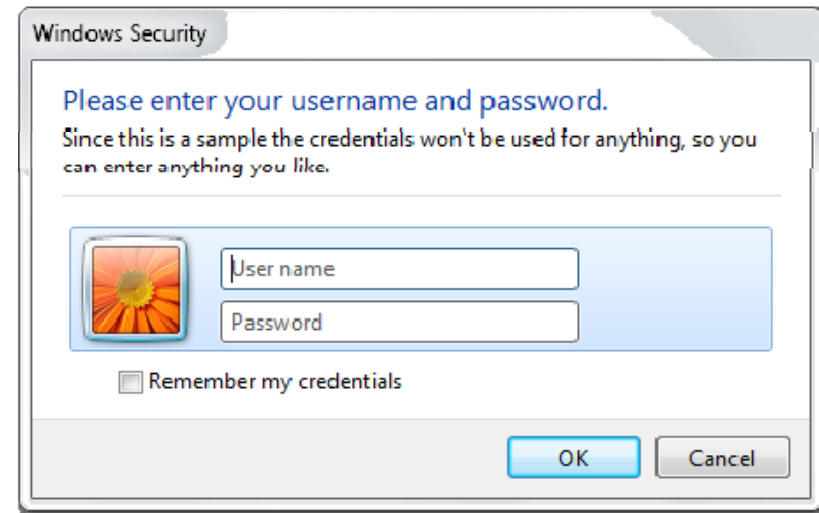 Windows Security
Please enter your username and password.
Since this is a sample the credentials won't be used for anything, so you
can enter anything you like.
User name
Password
Remember my credentials
OK
Cancel